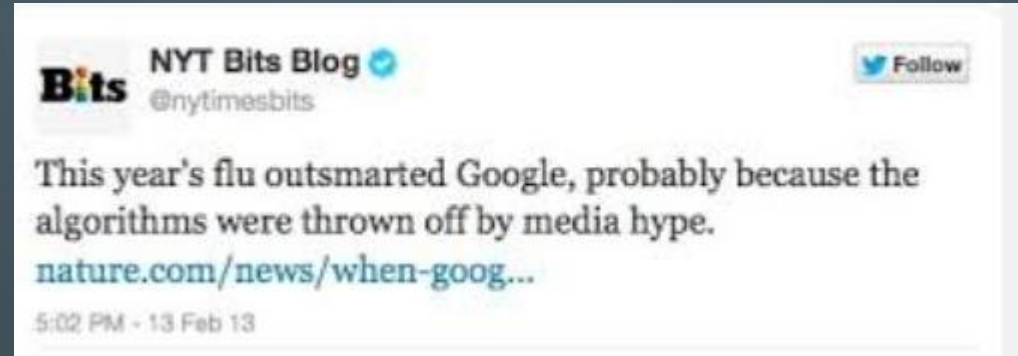 Bits
NYT Bits Blog
@nytimesbits
Follow
This year's flu outsmarted Google, probably because the
algorithms were thrown off by media hype.
nature.com/news/when-goog...
5:02 PM - 13 Feb 13